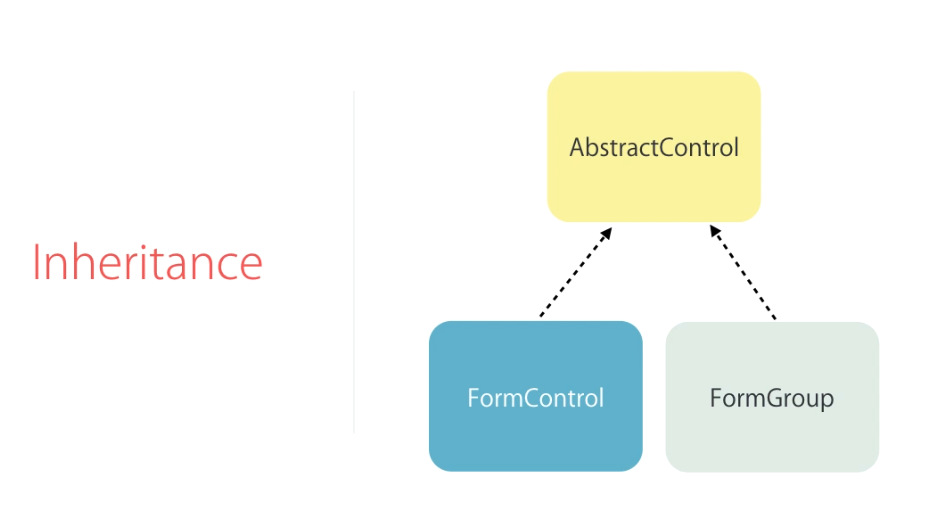 Inheritance
AbstractControl
FormControl
FormGroup